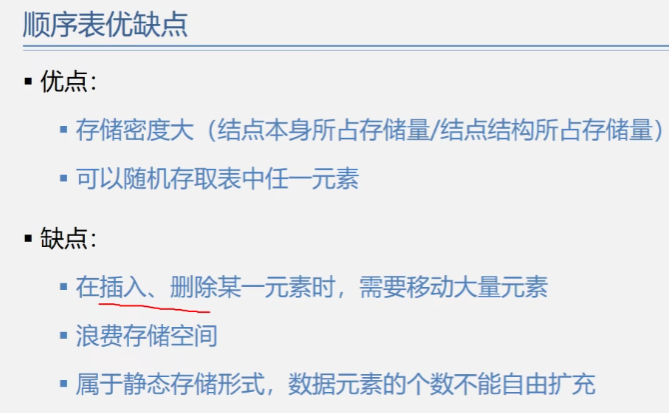 顺序表优缺点
▪ 优点：
▪ 存储密度大（结点本身所占存储量/结点结构所占存储量）
▪ 可以随机存取表中任一元素
▪ 缺点：
▪ 在插入、删除某一元素时，需要移动大量元素
▪ 浪费存储空间
▪ 属于静态存储形式，数据元素的个数不能自由扩充